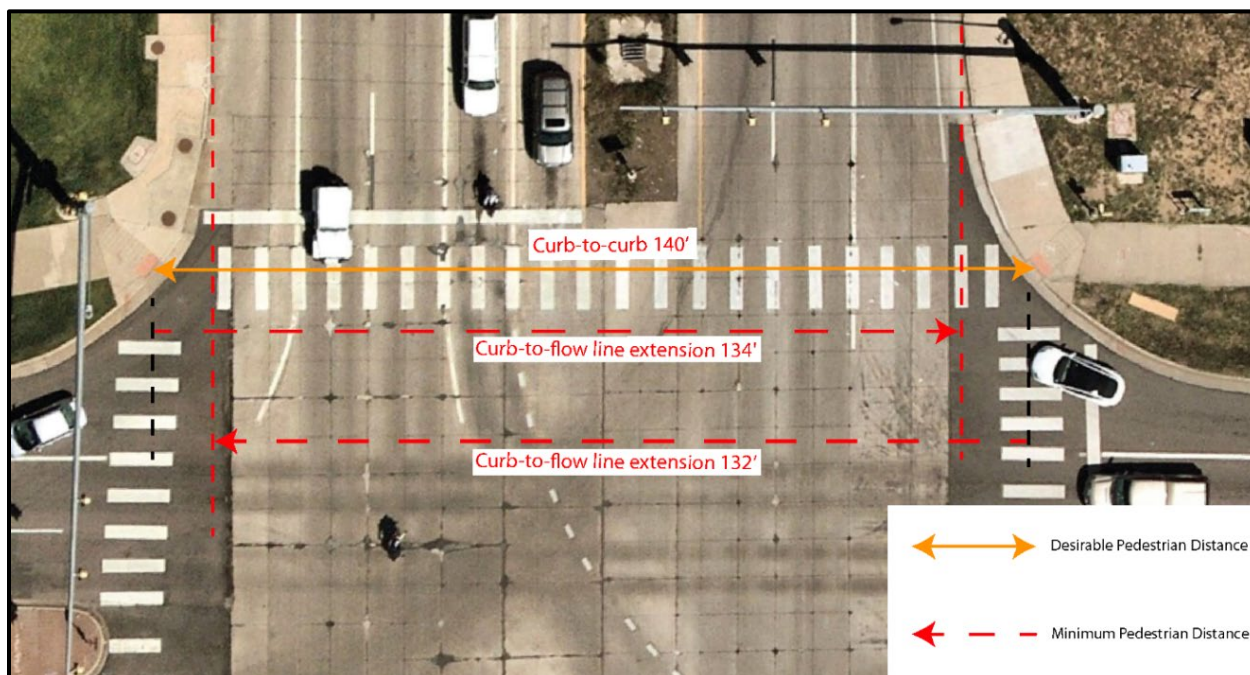 Curb-to-curb 140'
Curb-to-flow line extension 134'
Curb-to-flow line extension 132'
Desirable Pedestrian Distance
Minimum Pedestrian Distance